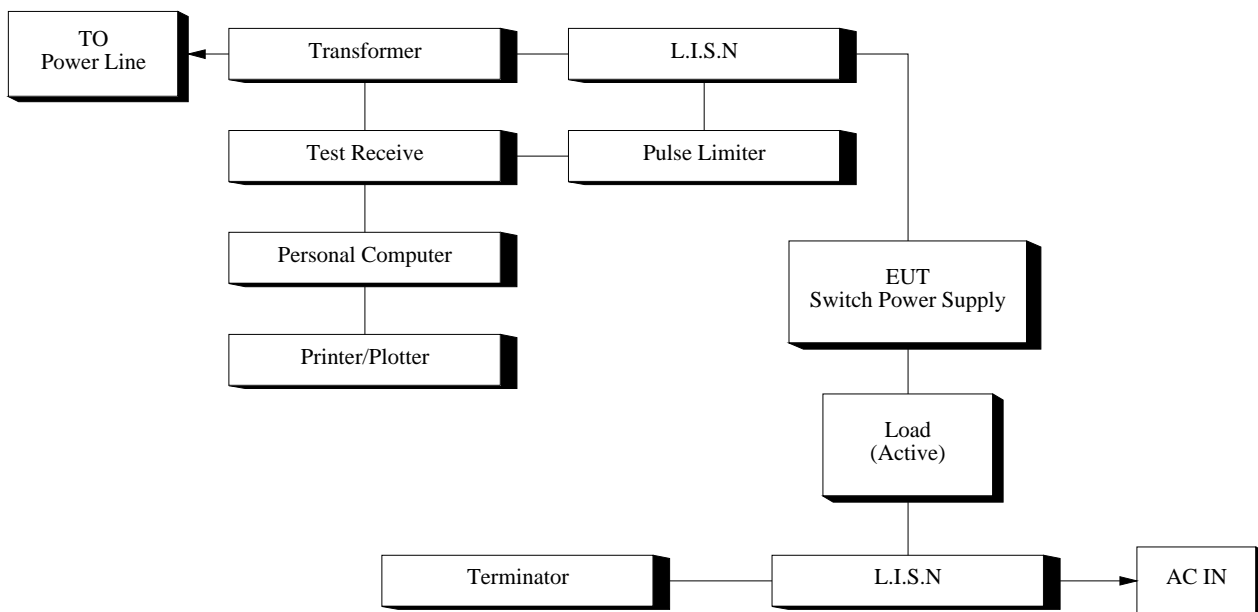 TO
Power Line
Transformer
L.I.S.N
Test Receive
Pulse Limiter
Personal Computer
EUT
Switch Power Supply
Printer/Plotter
Load
(Active)
Terminator
L.I.S.N
AC IN